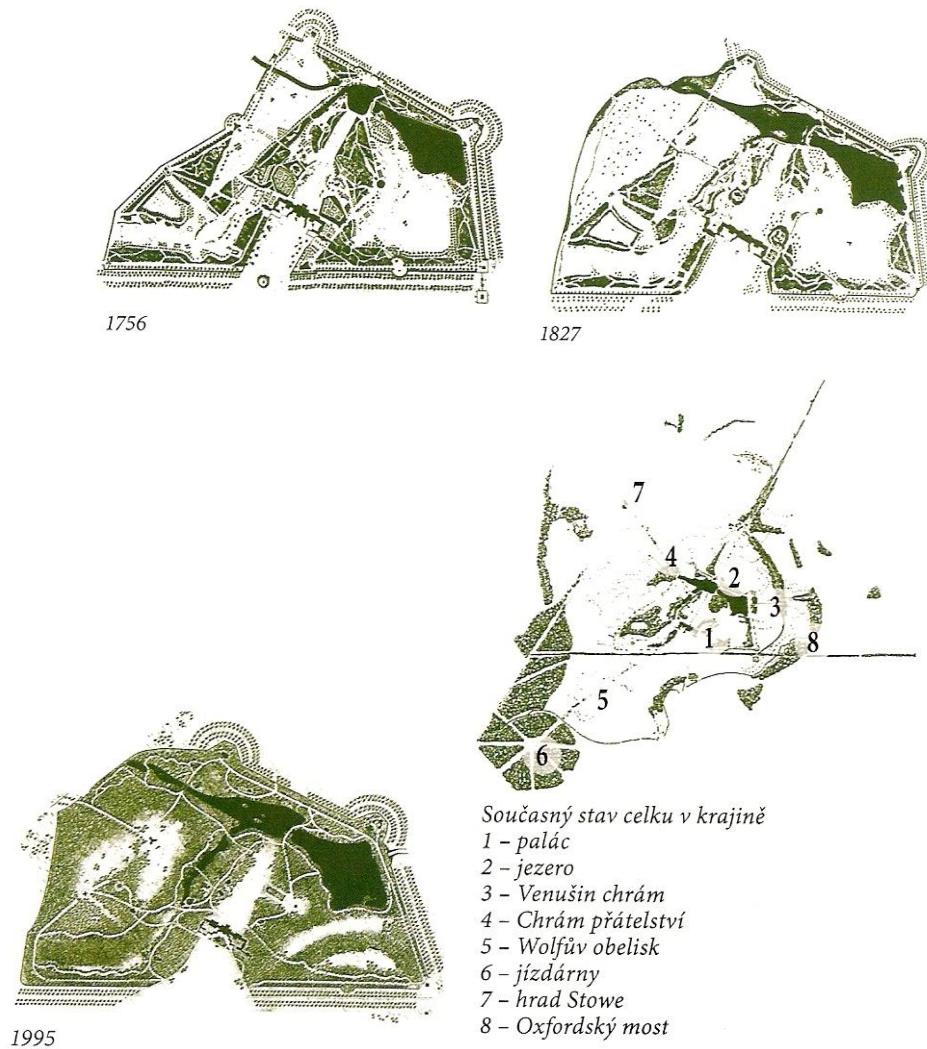 1756
1827
7
4
2
3
1
8
5
6
Současný stav celku v krajině
1 – palác
2 – jezero
3 – Venušin chrám
4 – Chrám přátelství
5 – Wolfův obelisk
6 – jízdárny
7 – hrad Stowe
8 – Oxfordský most
1995